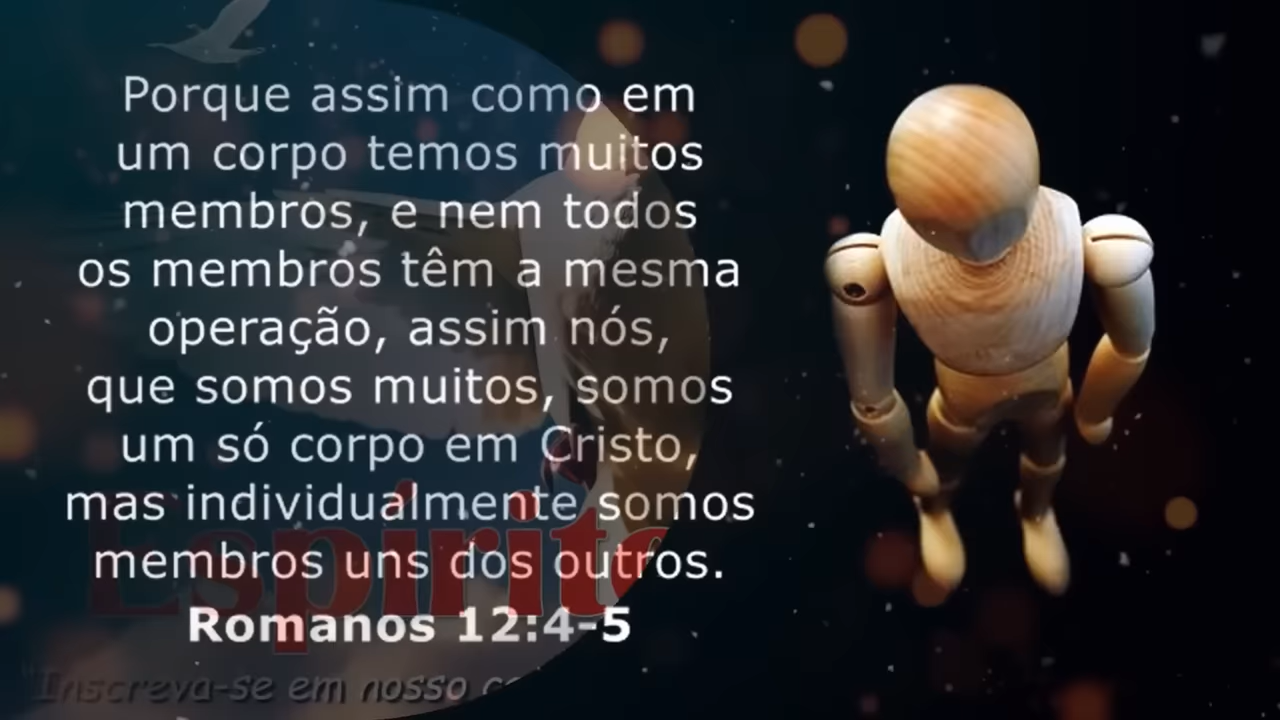 Porque assim como em
um corpo temos muitos
membros, e nem todos
os membros têm a mesma
operação, assim nós,
que somos muitos, somos
um só corpo em Cristo,
mas individualmente somos
membros uns dos outros.
Espírito
Romanos 12:4-5
"Inscreva-se em nosso